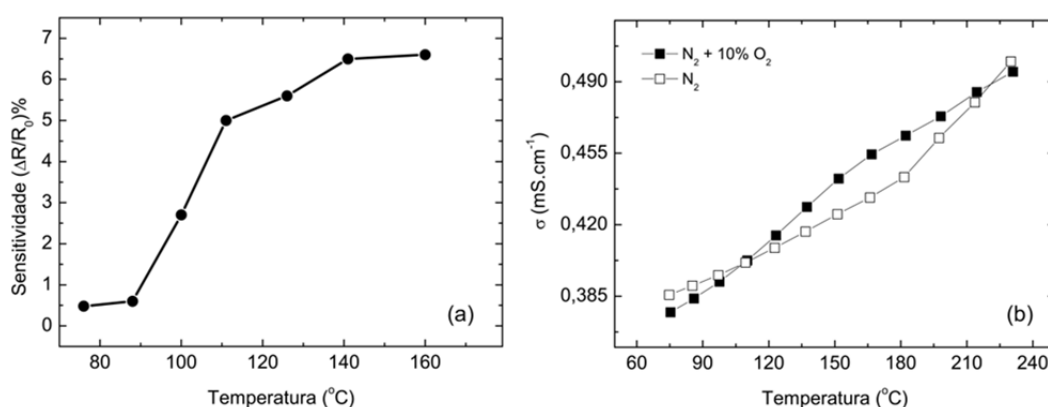 7
6
5
4
3
2
1
0
Sensitividade (ΔR/R₀)%
80 100 120 140 160
Temperatura (°C)
(a)
N₂ + 10% O₂
N₂
0,490
0,455
0,420
0,385
σ (mS.cm⁻¹)
60 90 120 150 180 210 240
Temperatura (°C)
(b)